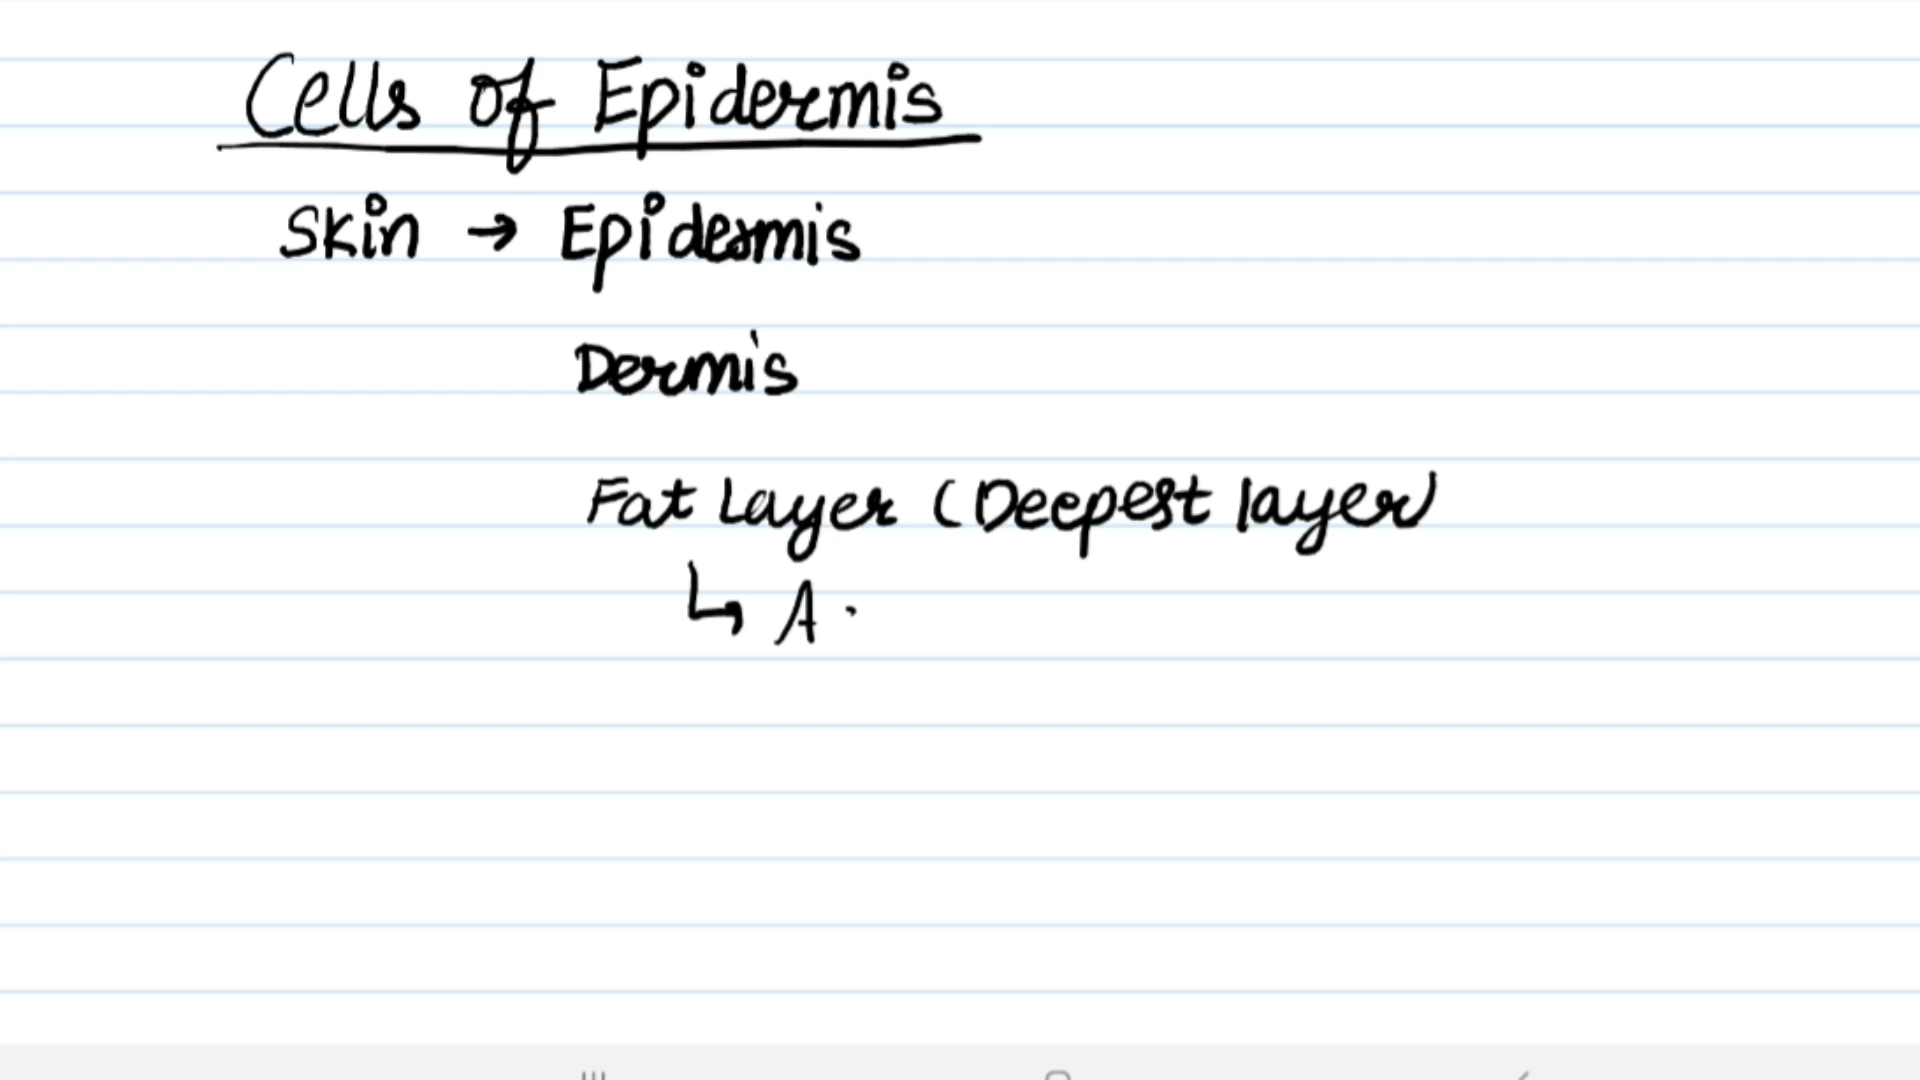 Cells of Epidermis
Skin → Epidermis
Dermis
Fat Layer (Deepest layer)
↳ A